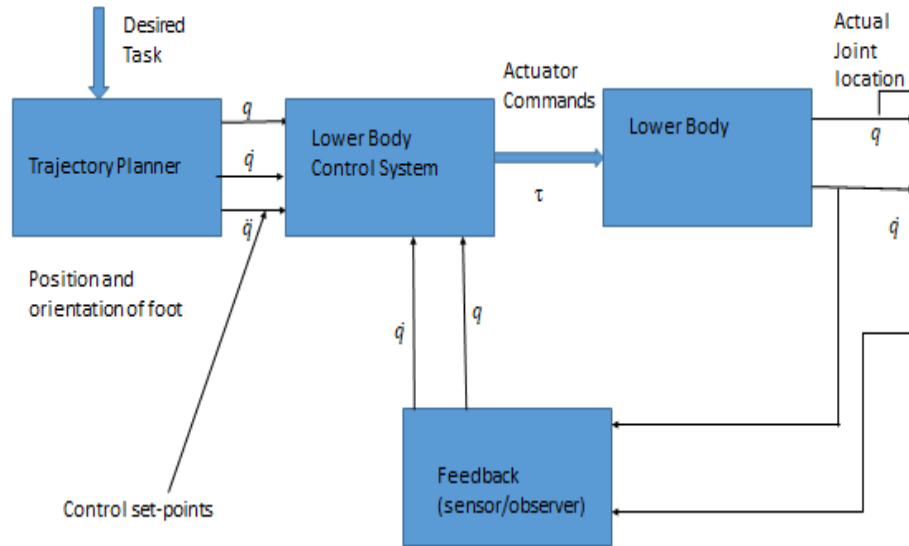 Desired
Task
Trajectory Planner
q
q̇
q̈
Lower Body
Control System
Actuator
Commands
τ
Lower Body
Actual
Joint
location
q
q̇
Position and
orientation of foot
q̇
q
Control set-points
Feedback
(sensor/observer)